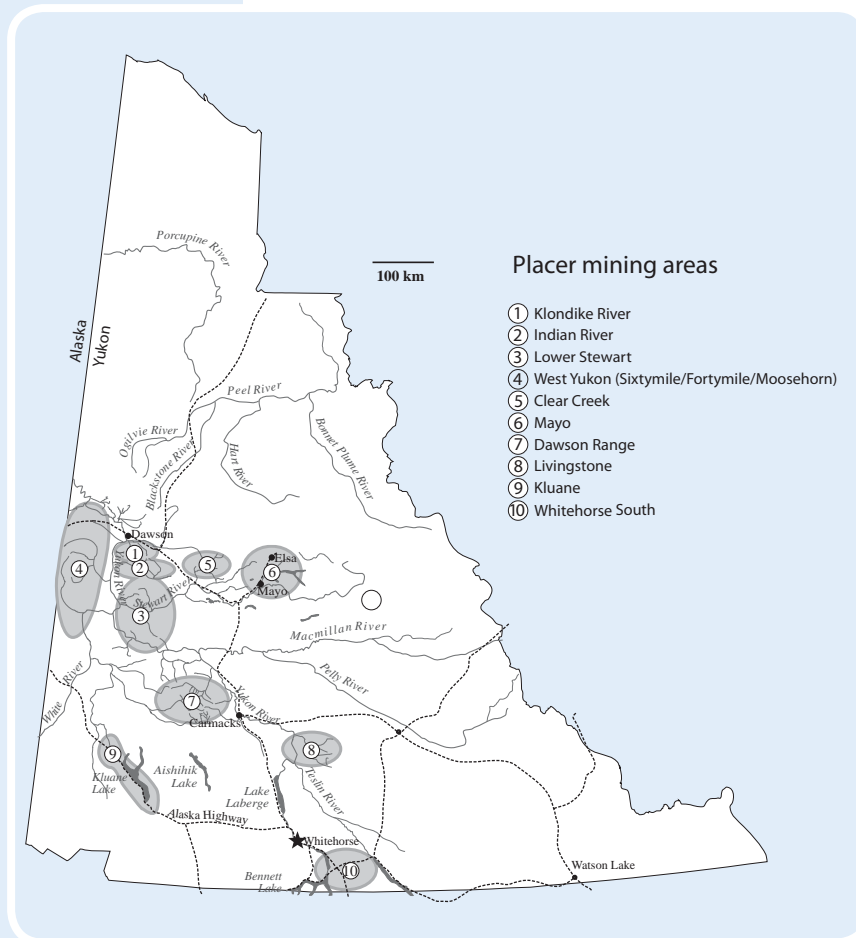 Porcupine River
100 km
Placer mining areas
1 Klondike River
2 Indian River
3 Lower Stewart
4 West Yukon (Sixtymile/Fortymile/Moosehorn)
5 Clear Creek
6 Mayo
7 Dawson Range
8 Livingstone
9 Kluane
10 Whitehorse South
Alaska
Yukon
Peel River
Ogilvie River
Blackstone River
Hart River
Bonnet Plume River
Dawson
1
2
3
4
5
6
Elsa
Mayo
Yukon River
Stewart River
Macmillan River
Pelly River
White River
7
Yukon River
Carmacks
8
9
Kluane
Lake
Aishihik
Lake
Lake
Laberge
Teslin River
Alaska Highway
Whitehorse
10
Bennett
Lake
Watson Lake